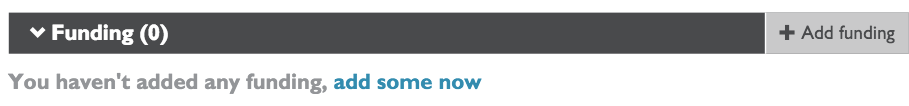 Funding (0) + Add funding
You haven't added any funding, add some now